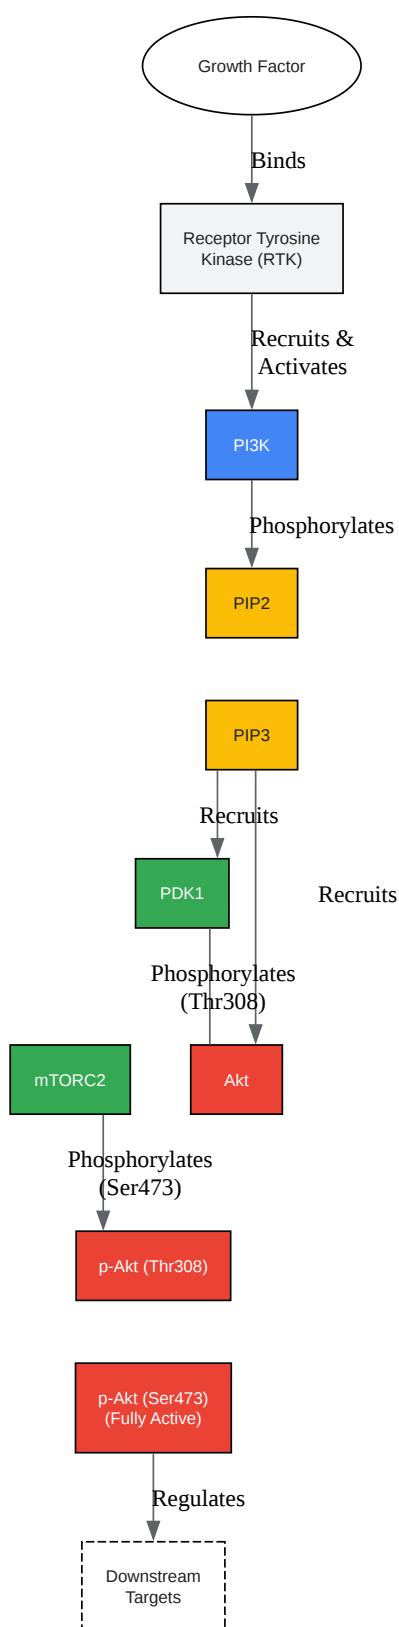 Growth Factor
Binds
Receptor Tyrosine
Kinase (RTK)
Recruits &
Activates
PI3K
Phosphorylates
PIP2
PIP3
Recruits
PDK1
Recruits
Phosphorylates
(Thr308)
mTORC2
Akt
Phosphorylates
(Ser473)
p-Akt (Thr308)
p-Akt (Ser473)
(Fully Active)
Regulates
Downstream
Targets